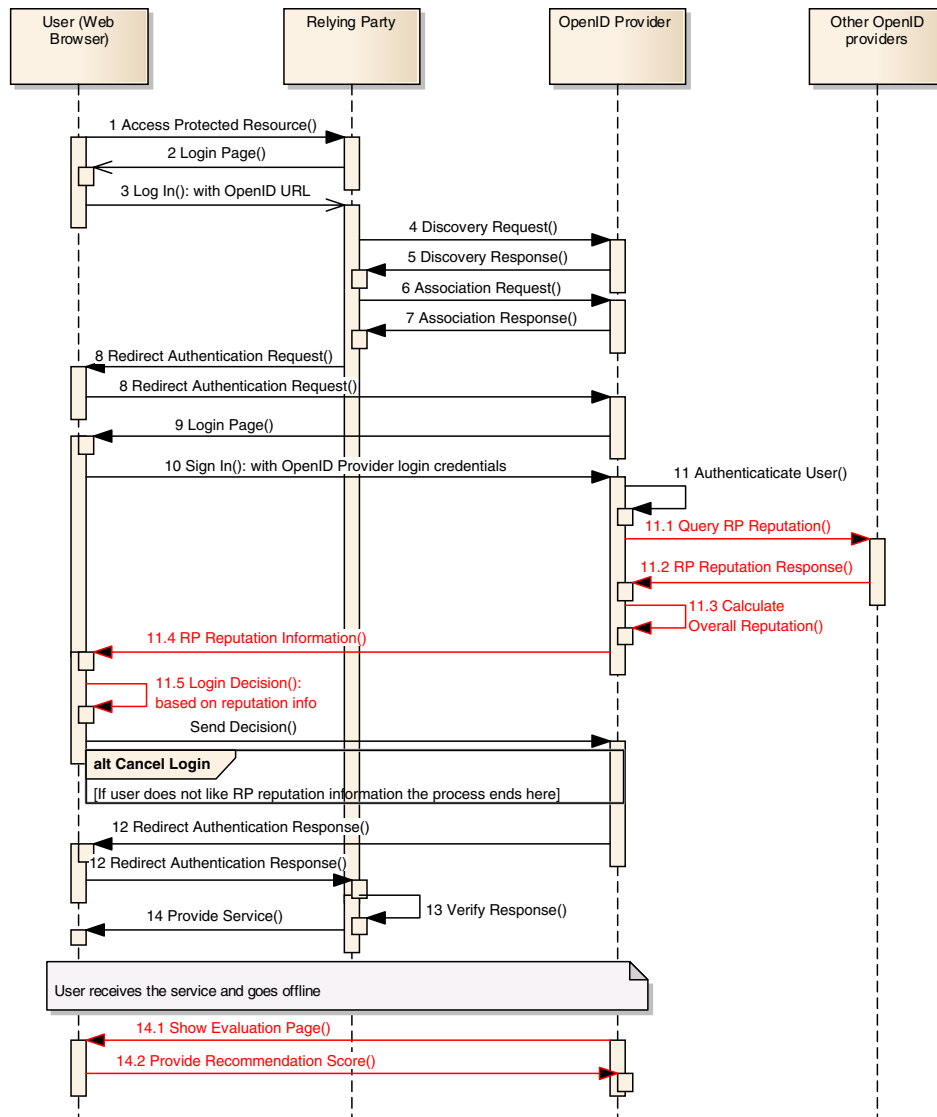 User (Web
Browser)
Relying Party
OpenID Provider
Other OpenID
providers
1 Access Protected Resource()
2 Login Page()
3 Log In(): with OpenID URL
4 Discovery Request()
5 Discovery Response()
6 Association Request()
7 Association Response()
8 Redirect Authentication Request()
8 Redirect Authentication Request()
9 Login Page()
10 Sign In(): with OpenID Provider login credentials
11 Authenticaticate User()
11.1 Query RP Reputation()
11.2 RP Reputation Response()
11.3 Calculate
Overall Reputation()
11.4 RP Reputation Information()
11.5 Login Decision():
based on reputation info
Send Decision()
alt Cancel Login
[If user does not like RP reputation information the process ends here]
12 Redirect Authentication Response()
12 Redirect Authentication Response()
13 Verify Response()
14 Provide Service()
User receives the service and goes offline
14.1 Show Evaluation Page()
14.2 Provide Recommendation Score()